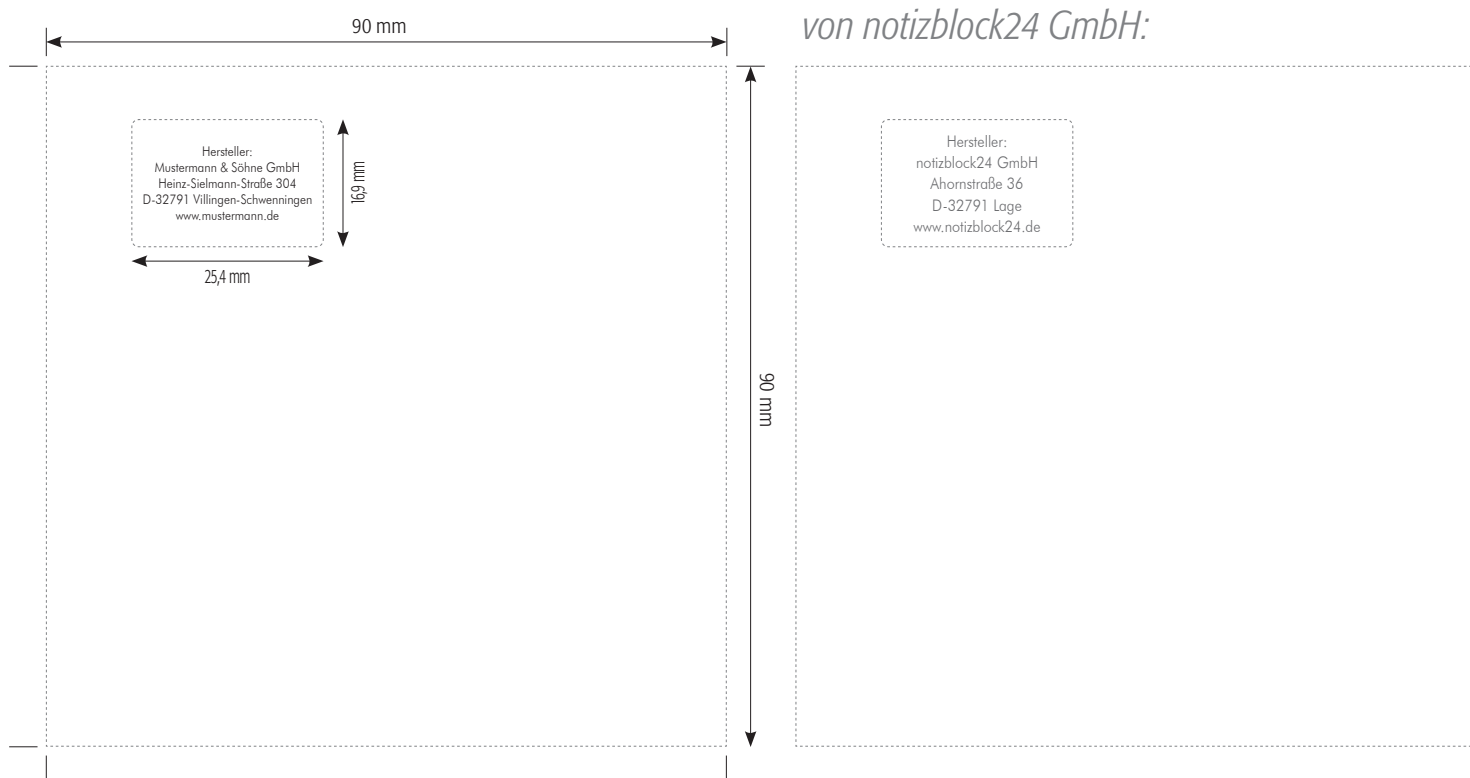 90 mm
von notizblock24 GmbH:
Hersteller:
Mustermann & Söhne GmbH
Heinz-Sielmann-Straße 304
D-32791 Villingen-Schwenningen
www.mustermann.de
16,9 mm
25,4 mm
90 mm
Hersteller:
notizblock24 GmbH
Ahornstraße 36
D-32791 Lage
www.notizblock24.de